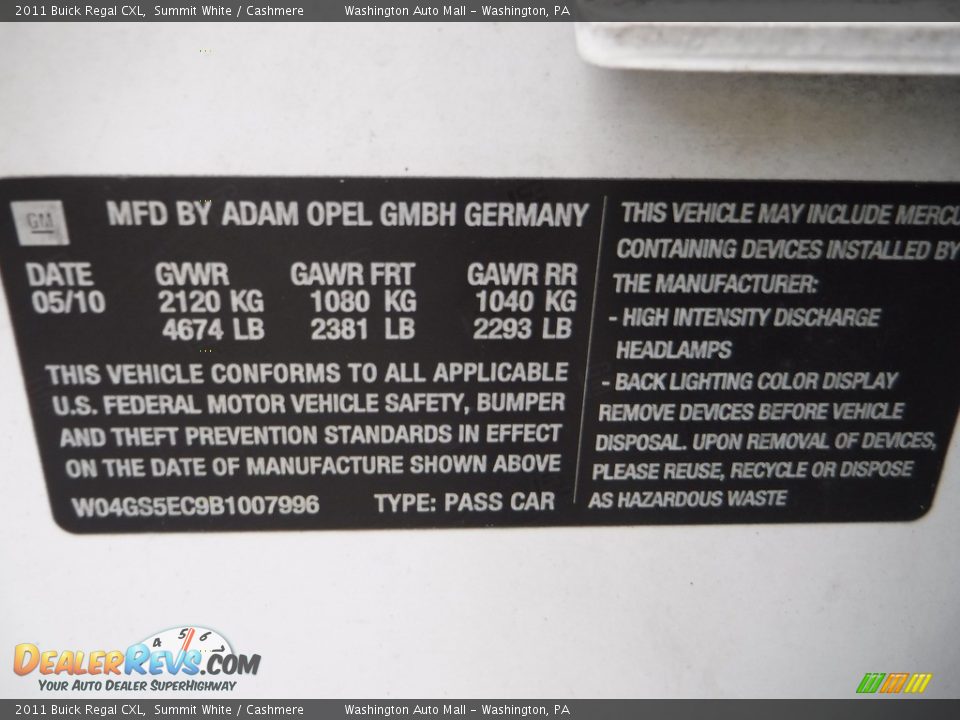 2011 Buick Regal CXL, Summit White / Cashmere Washington Auto Mall - Washington, PA
GM
MFD BY ADAM OPEL GMBH GERMANY
DATE GVWR GAWR FRT GAWR RR
05/10 2120 KG 1080 KG 1040 KG
4674 LB 2381 LB 2293 LB
THIS VEHICLE CONFORMS TO ALL APPLICABLE
U.S. FEDERAL MOTOR VEHICLE SAFETY, BUMPER
AND THEFT PREVENTION STANDARDS IN EFFECT
ON THE DATE OF MANUFACTURE SHOWN ABOVE
W04GS5EC9B1007996 TYPE: PASS CAR
THIS VEHICLE MAY INCLUDE MERCU
CONTAINING DEVICES INSTALLED BY
THE MANUFACTURER:
- HIGH INTENSITY DISCHARGE
HEADLAMPS
- BACK LIGHTING COLOR DISPLAY
REMOVE DEVICES BEFORE VEHICLE
DISPOSAL. UPON REMOVAL OF DEVICES,
PLEASE REUSE, RECYCLE OR DISPOSE
AS HAZARDOUS WASTE
4 5 6
DEALERREVS.COM
YOUR AUTO DEALER SUPERHIGHWAY
2011 Buick Regal CXL, Summit White / Cashmere Washington Auto Mall - Washington, PA